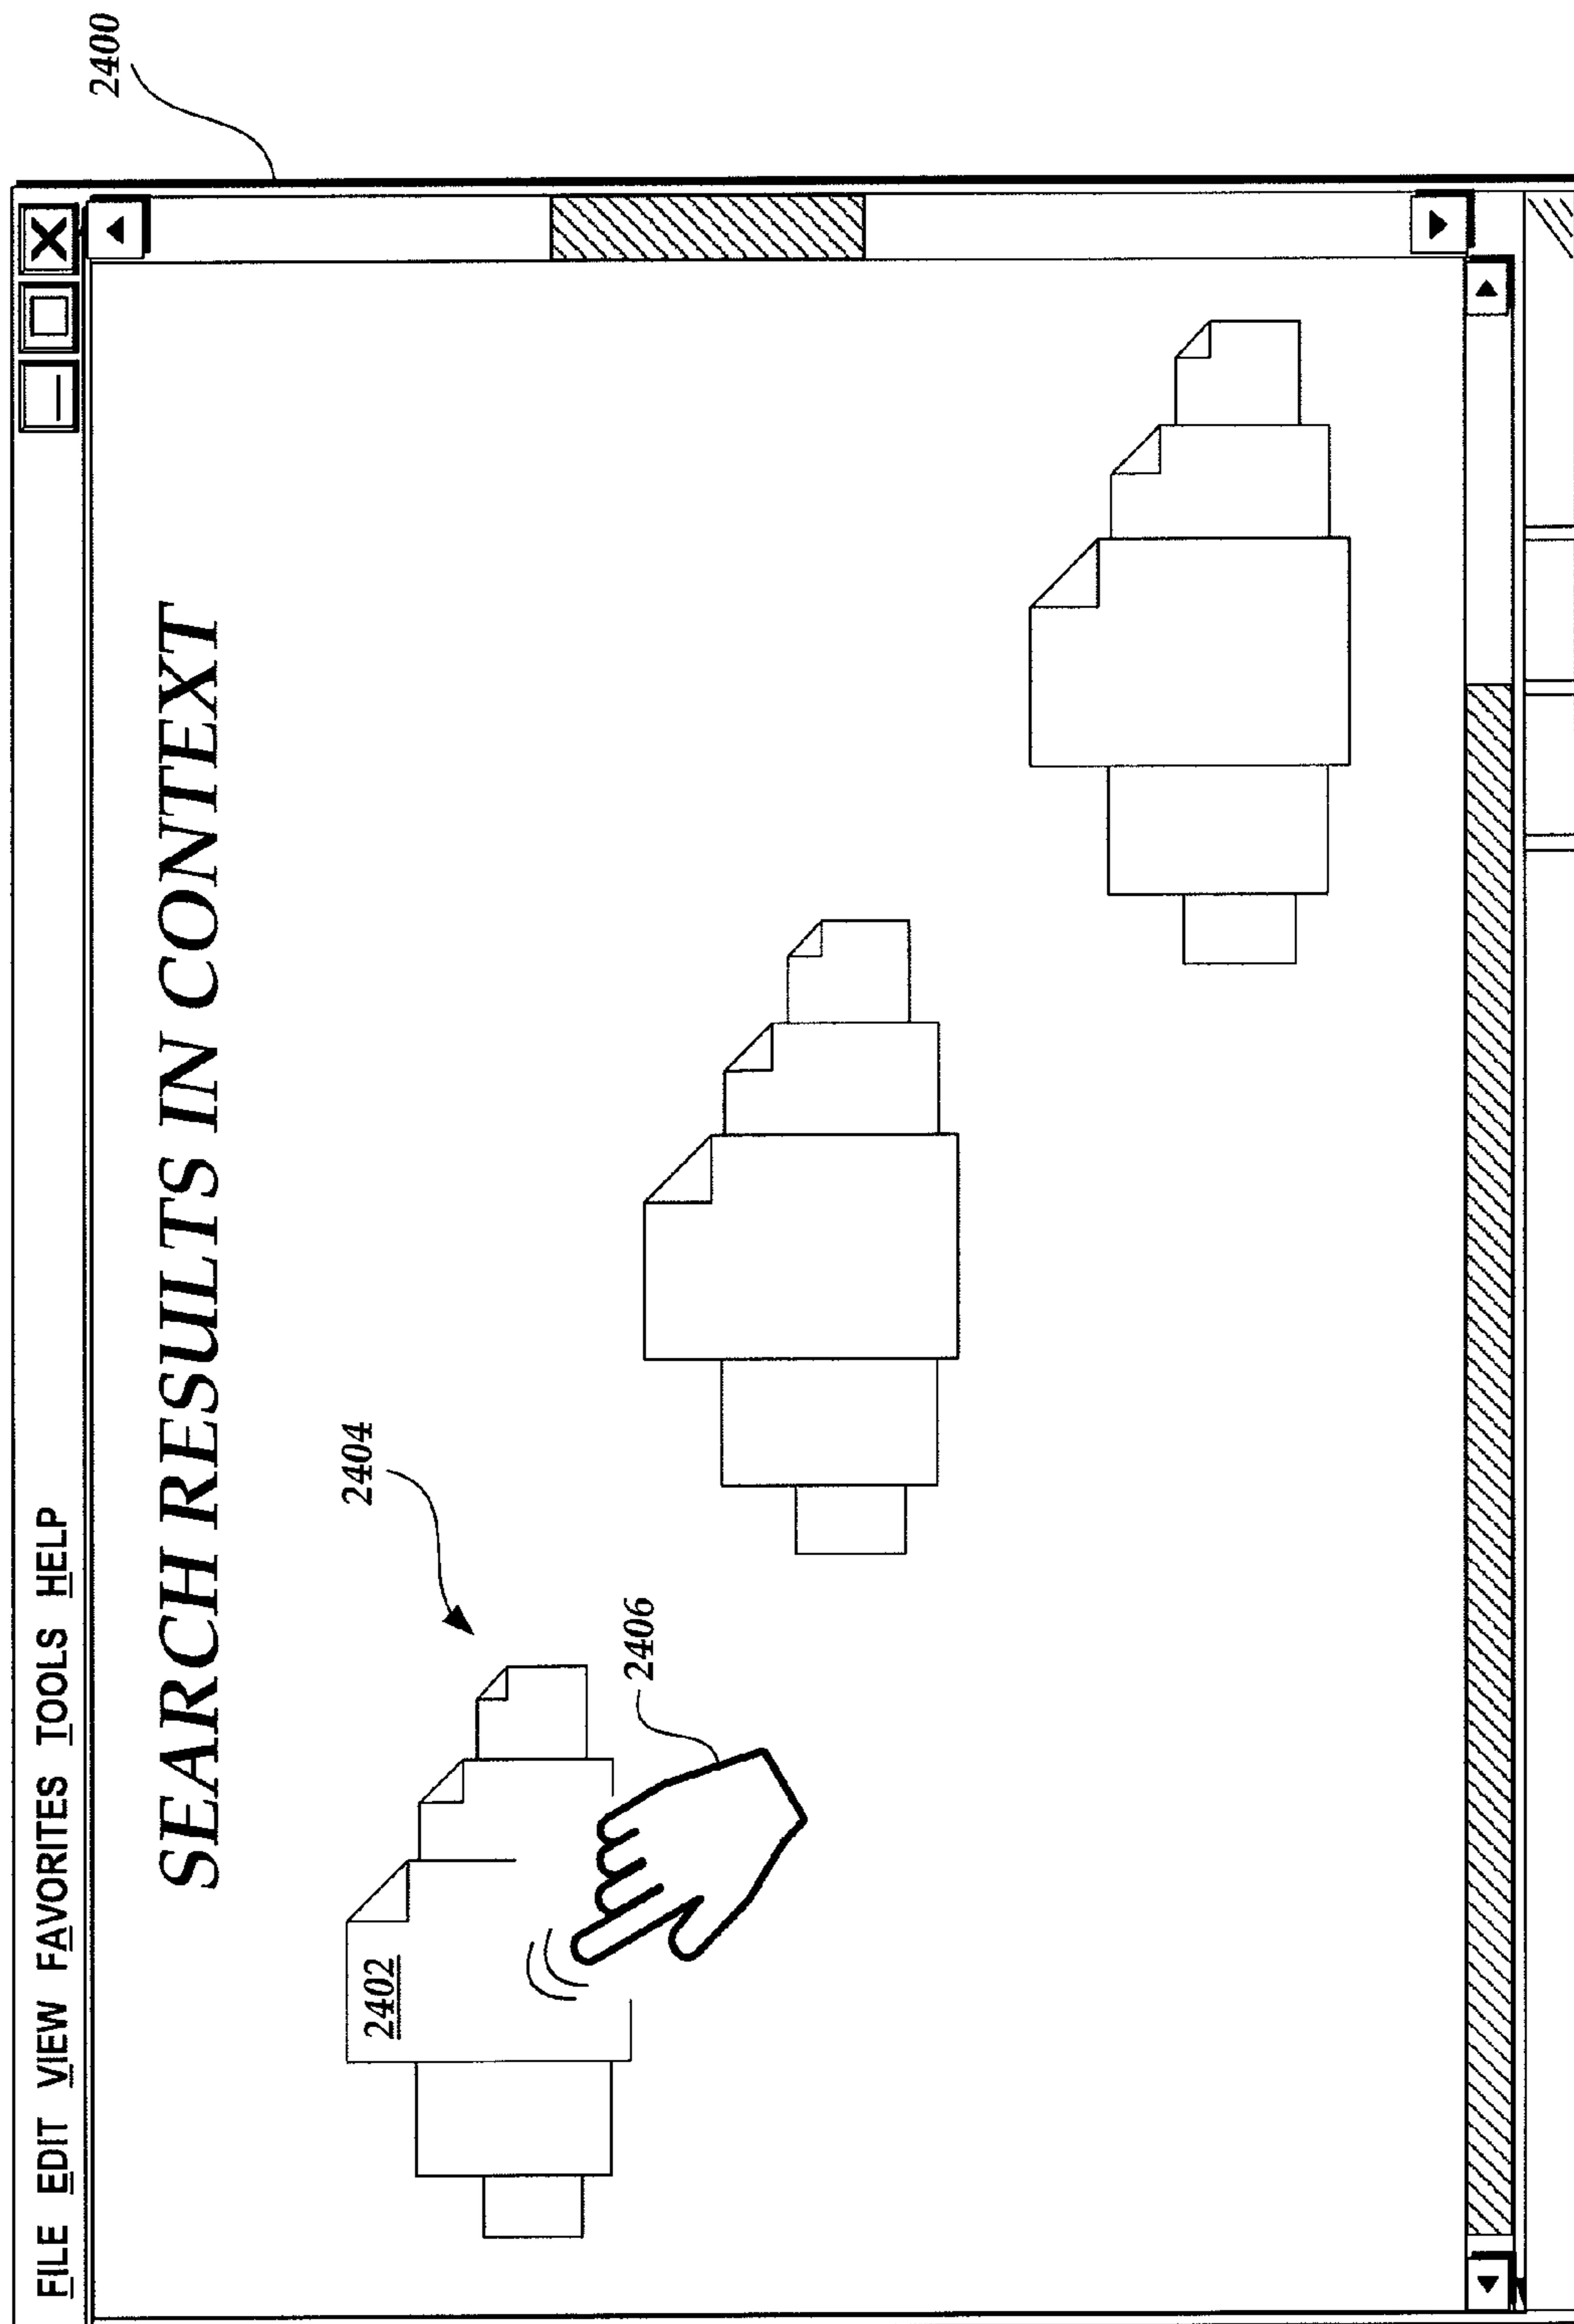 2400
FILE EDIT VIEW FAVORITES TOOLS HELP
SEARCH RESULTS IN CONTEXT
2404
2402
2406